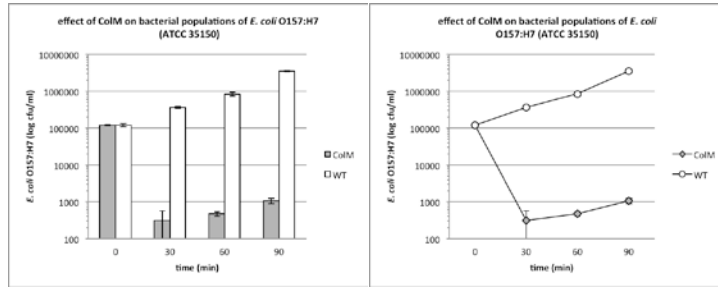 effect of ColM on bacterial populations of E. coli O157:H7
(ATCC 35150)
E. coli O157:H7 (log cfu/ml)
10000000
1000000
100000
10000
1000
100
0 30 60 90
time (min)
ColM
WT
effect of ColM on bacterial populations of E. coli
O157:H7 (ATCC 35150)
E. coli O157:H7 (log cfu/ml)
10000000
1000000
100000
10000
1000
100
0 30 60 90
time (min)
ColM
WT